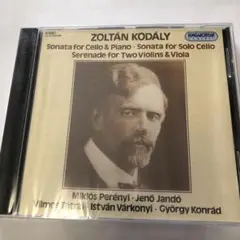 ZOLTÁN KODÁLY
Sonata for Cello & Piano · Sonata for Solo Cello
Serenade for Two Violins & Viola
Miklós Perényi · Jenő Jandó
Vilmos · István Várkonyi · György Konrád